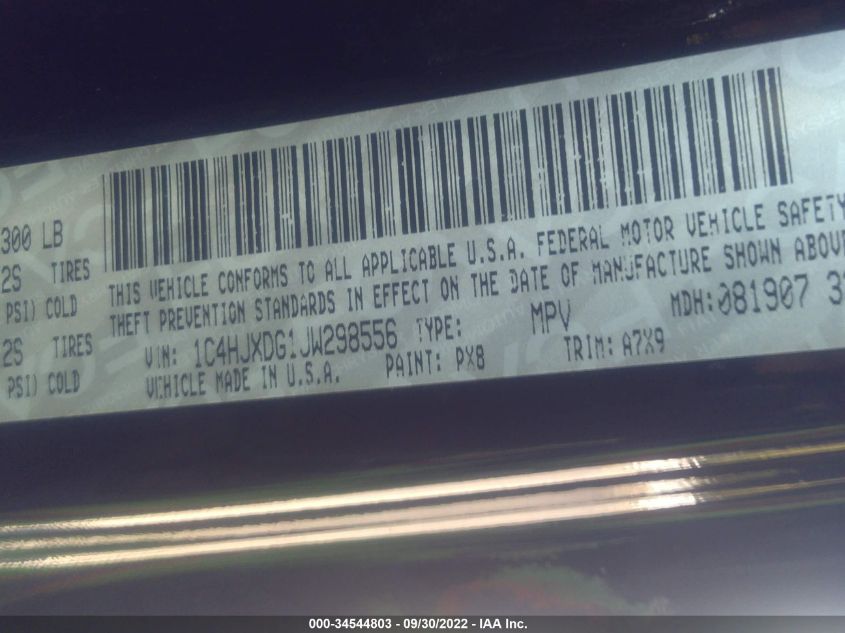 300 LB
2S TIRES
PSI) COLD
2S TIRES
PSI) COLD
THIS VEHICLE CONFORMS TO ALL APPLICABLE U.S.A. FEDERAL MOTOR VEHICLE SAFETY
THEFT PREVENTION STANDARDS IN EFFECT ON THE DATE OF MANUFACTURE SHOWN ABOVE
VIN: 1C4HJXDG1JW298556 TYPE: MPV MDH: 081907
VEHICLE MADE IN U.S.A. PAINT: PX8 TRIM: A7X9
000-34544803 - 09/30/2022 - IAA Inc.